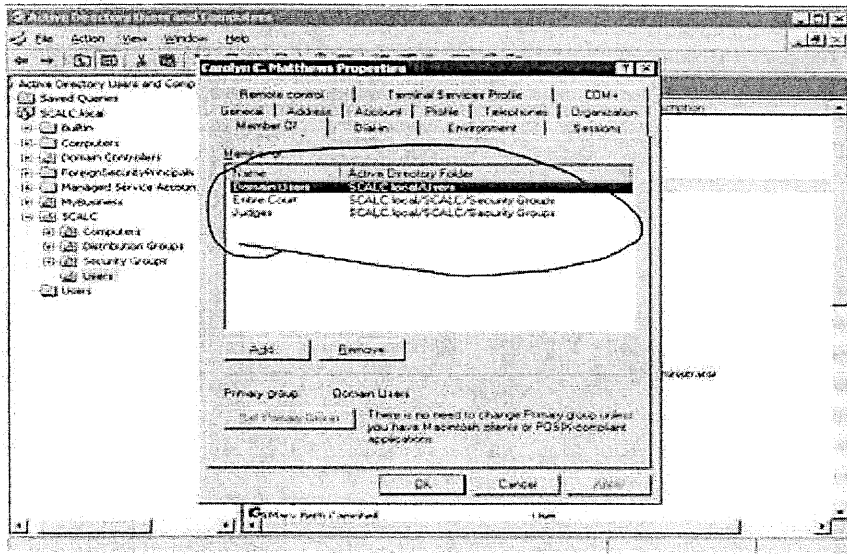 Active Directory Users and Computers
File Action View Window Help
Active Directory Users and Comp
Saved Queries
SCALC.local
Builtin
Computers
Domain Controllers
ForeignSecurityPrincipals
Managed Service Accoun
MyBusiness
SCALC
Computers
Distribution Groups
Security Groups
Users
Users
Carolyn C. Matthews Properties
Remote control Terminal Services Profile COM+
General Address Account Profile Telephones Organization
Member Of Dial-in Environment Sessions
Member of:
Name Active Directory Folder
Domain Users SCALC.local/Users
Entire Court SCALC.local/SCALC/Security Groups
Judges SCALC.local/SCALC/Security Groups
Add... Remove
Primary group: Domain Users
Set Primary Group There is no need to change Primary group unless
you have Macintosh clients or POSIX-compliant
applications.
OK Cancel Apply
User